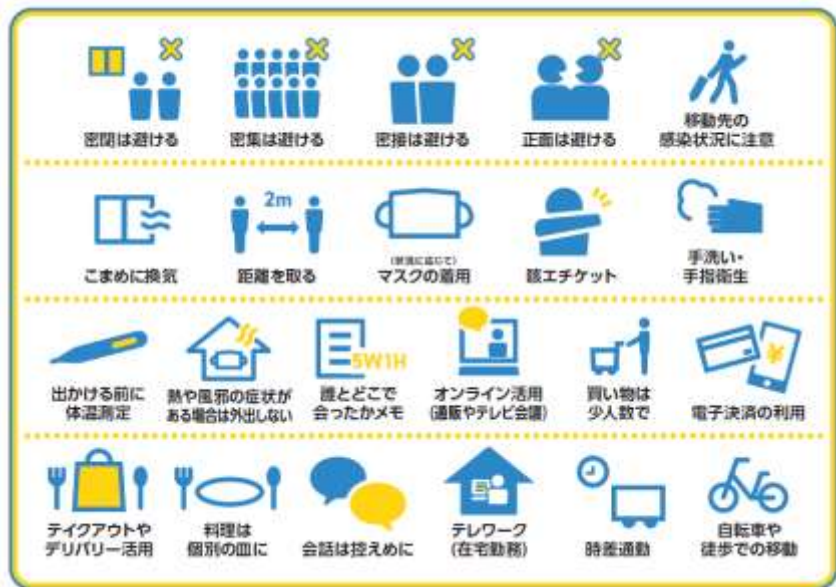 密閉は避ける
密集は避ける
密接は避ける
正面は避ける
移動先の
感染状況に注意
こまめに換気
2m
距離を取る
(状況に応じて)
マスクの着用
咳エチケット
手洗い・
手指衛生
出かける前に
体温測定
熱や風邪の症状が
ある場合は外出しない
5W1H
誰とどこで
会ったかメモ
オンライン活用
(通販やテレビ会議)
買い物は
少人数で
¥
電子決済の利用
テイクアウトや
デリバリー活用
料理は
個別の皿に
会話は控えめに
テレワーク
(在宅勤務)
時差通勤
自転車や
徒歩での移動